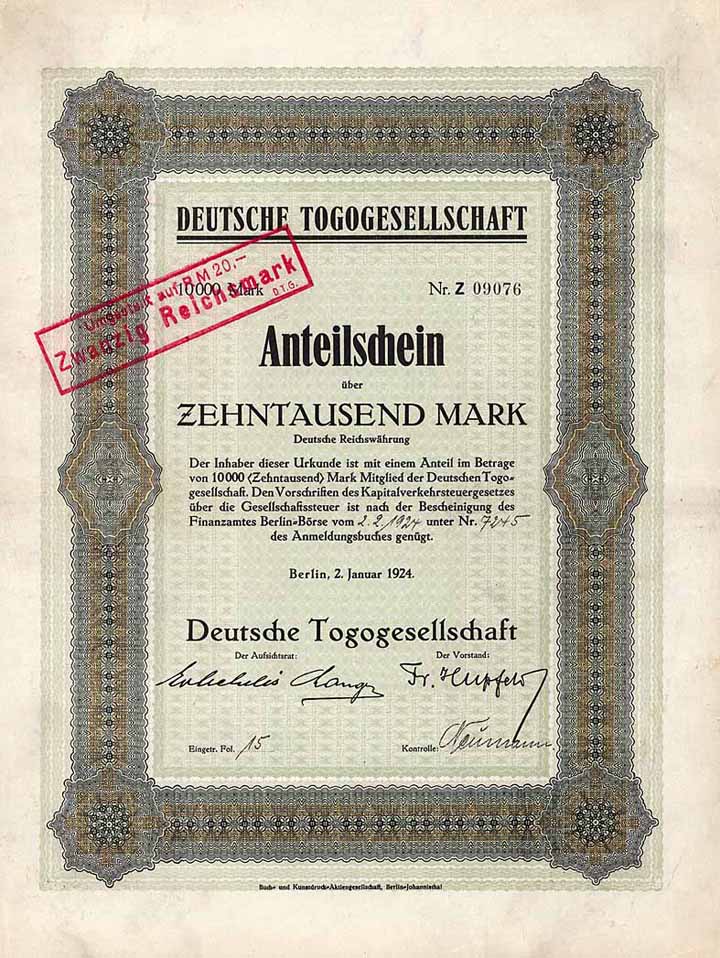 DEUTSCHE TOGOGESELLSCHAFT
Umgestellt auf RM 20,-
Zwanzig Reichsmark
D.T.G.
10000 Mark Nr. Z 09076
Anteilschein
über
ZEHNTAUSEND MARK
Deutsche Reichswährung
Der Inhaber dieser Urkunde ist mit einem Anteil im Betrage
von 10000 (Zehntausend) Mark Mitglied der Deutschen Togo-
gesellschaft. Den Vorschriften des Kapitalverkehrsteuergesetzes
über die Gesellschaftssteuer ist nach der Bescheinigung des
Finanzamtes Berlin-Börse vom 2.2.1924 unter Nr. 7245
des Anmeldungsbuches genügt.
Berlin, 2. Januar 1924.
Deutsche Togogesellschaft
Der Aufsichtsrat: Der Vorstand:
Fr. Hupfeld
Eingetr. Fol. 15 Kontrolle: Neumann
Buch- und Kunstdruck-Aktiengesellschaft, Berlin-Johannisthal